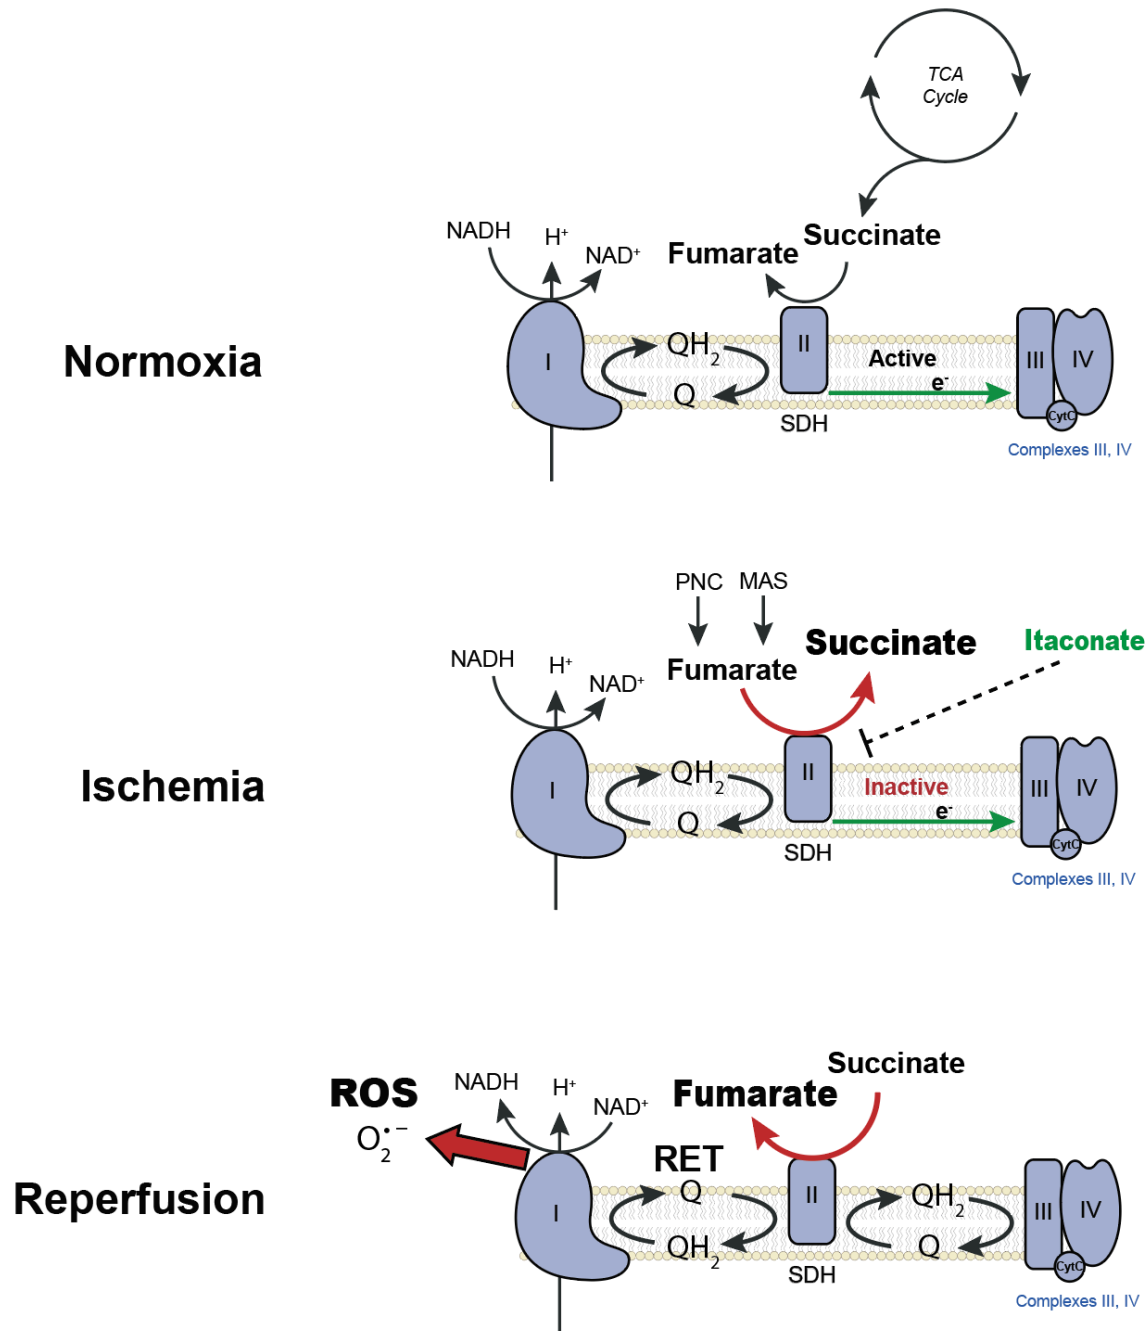 TCA
Cycle
Succinate
Fumarate
NADH
H⁺
NAD⁺
Normoxia
I
QH₂
Q
II
Active
e⁻
III
IV
CytC
SDH
Complexes III, IV
PNC
MAS
Succinate
Itaconate
Fumarate
NADH
H⁺
NAD⁺
Ischemia
I
QH₂
Q
II
Inactive
e⁻
III
IV
CytC
SDH
Complexes III, IV
ROS
O₂•⁻
NADH
H⁺
NAD⁺
Fumarate
Succinate
Reperfusion
RET
I
Q
QH₂
II
QH₂
Q
III
IV
CytC
SDH
Complexes III, IV